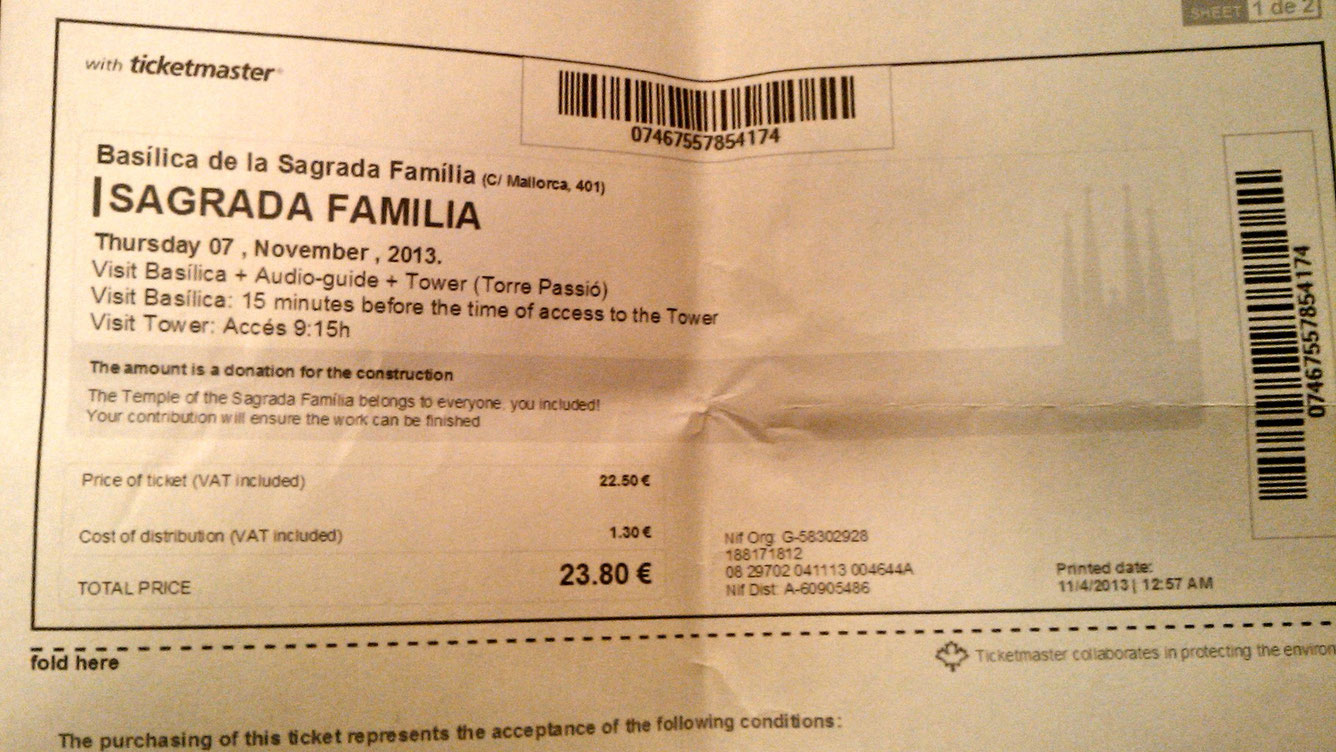 SHEET 1 de 2
with ticketmaster
07467557854174
Basílica de la Sagrada Família (C/ Mallorca, 401)
SAGRADA FAMILIA
Thursday 07 , November , 2013.
Visit Basílica + Audio-guide + Tower (Torre Passió)
Visit Basílica: 15 minutes before the time of access to the Tower
Visit Tower: Accés 9:15h
07467557854174
The amount is a donation for the construction
The Temple of the Sagrada Família belongs to everyone, you included!
Your contribution will ensure the work can be finished
Price of ticket (VAT included) 22.50 €
Cost of distribution (VAT included) 1.30 €
TOTAL PRICE 23.80 €
Nif Org: G-58302928
188171812
08 29702 041113 004644A
Nif Dist: A-60905486
Printed date:
11/4/2013 | 12:57 AM
fold here
Ticketmaster collaborates in protecting the environ
The purchasing of this ticket represents the acceptance of the following conditions: